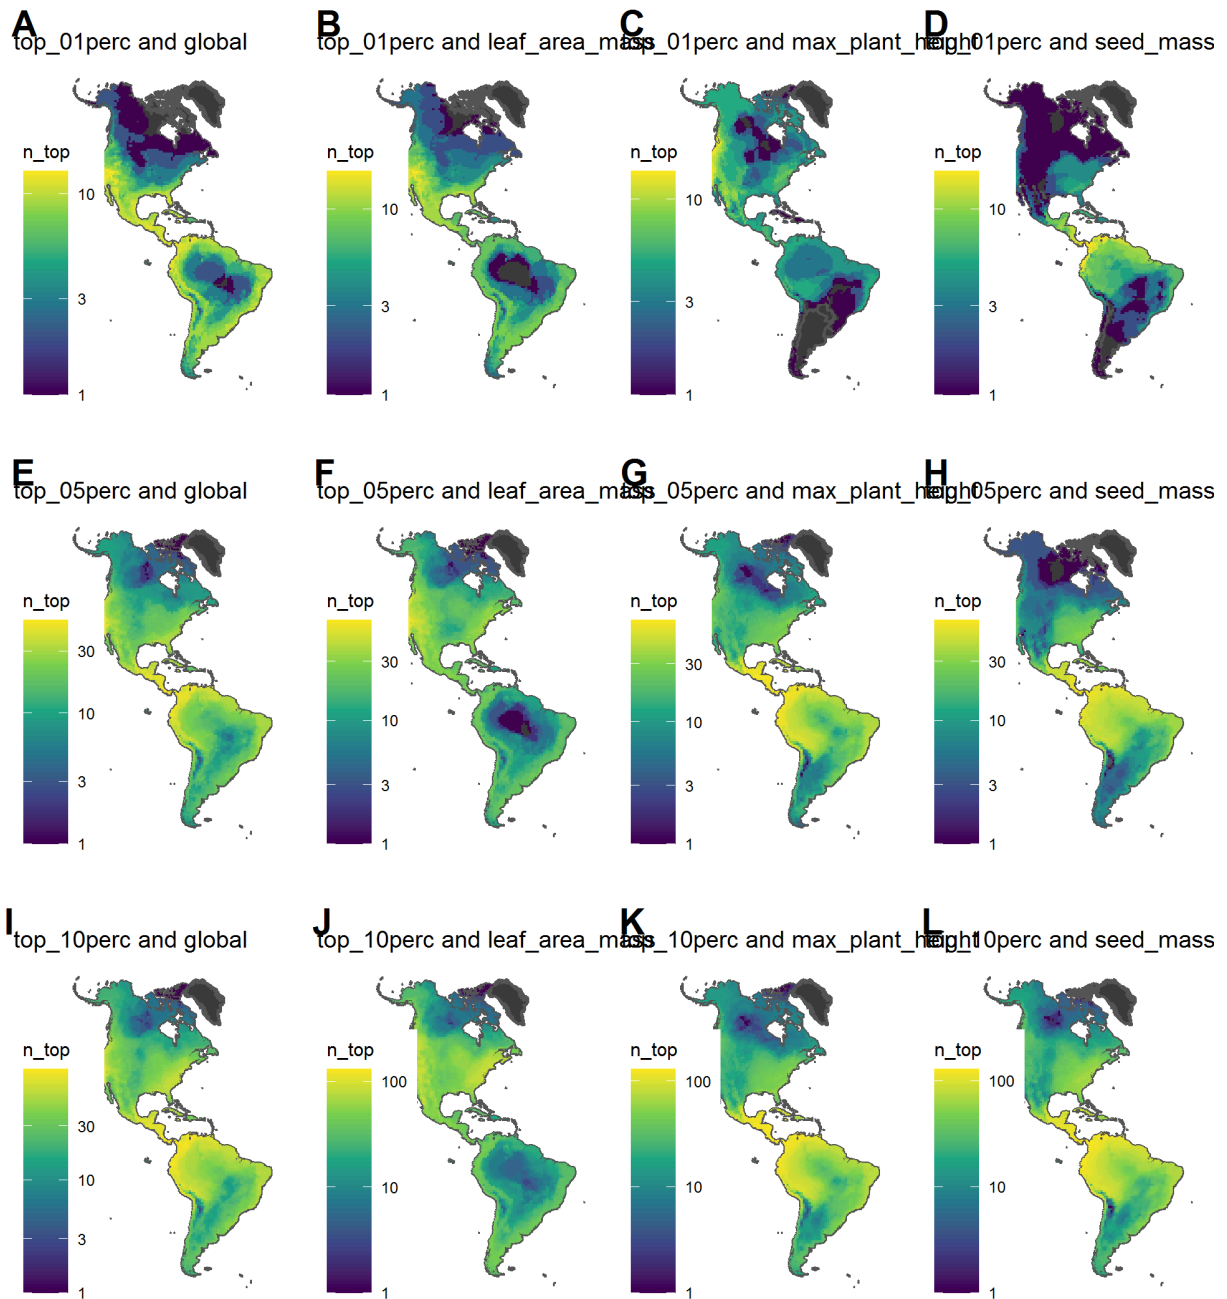 A
top_01perc and global
n_top
10
3
1
B
top_01perc and leaf_area_mass
n_top
10
3
1
C
top_01perc and max_plant_height
n_top
10
3
1
D
top_01perc and seed_mass
n_top
10
3
1
E
top_05perc and global
n_top
30
10
3
1
F
top_05perc and leaf_area_mass
n_top
30
10
3
1
G
top_05perc and max_plant_height
n_top
30
10
3
1
H
top_05perc and seed_mass
n_top
30
10
3
1
I
top_10perc and global
n_top
30
10
3
1
J
top_10perc and leaf_area_mass
n_top
100
10
1
K
top_10perc and max_plant_height
n_top
100
10
1
L
top_10perc and seed_mass
n_top
100
10
1